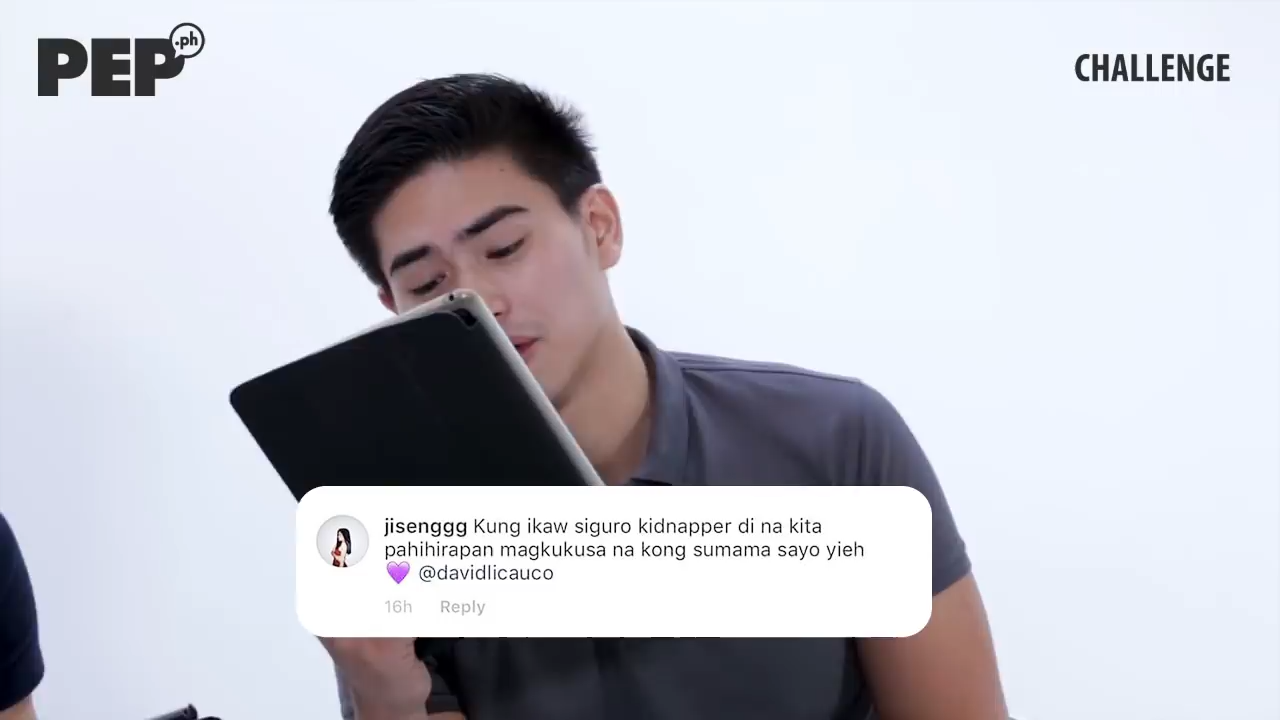 PEP.ph
CHALLENGE
jisenggg Kung ikaw siguro kidnapper di na kita
pahihirapan magkukusa na kong sumama sayo yieh
💜 @davidlicauco
16h Reply